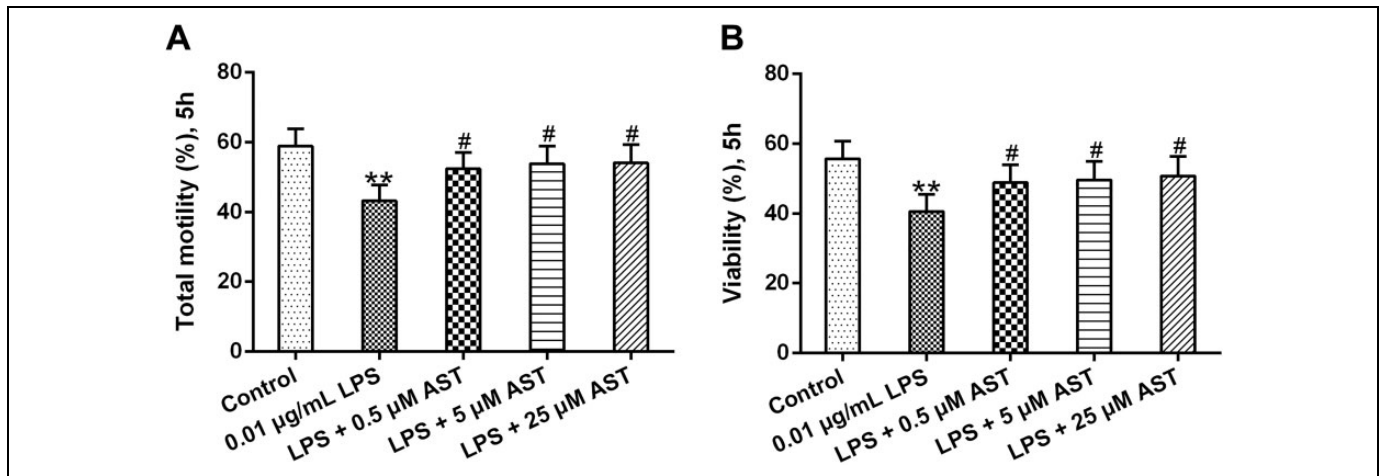 A
Total motility (%), 5h
80
60
40
20
0
**
#
#
#
Control
0.01 µg/mL LPS
LPS + 0.5 µM AST
LPS + 5 µM AST
LPS + 25 µM AST
B
Viability (%), 5h
80
60
40
20
0
**
#
#
#
Control
0.01 µg/mL LPS
LPS + 0.5 µM AST
LPS + 5 µM AST
LPS + 25 µM AST